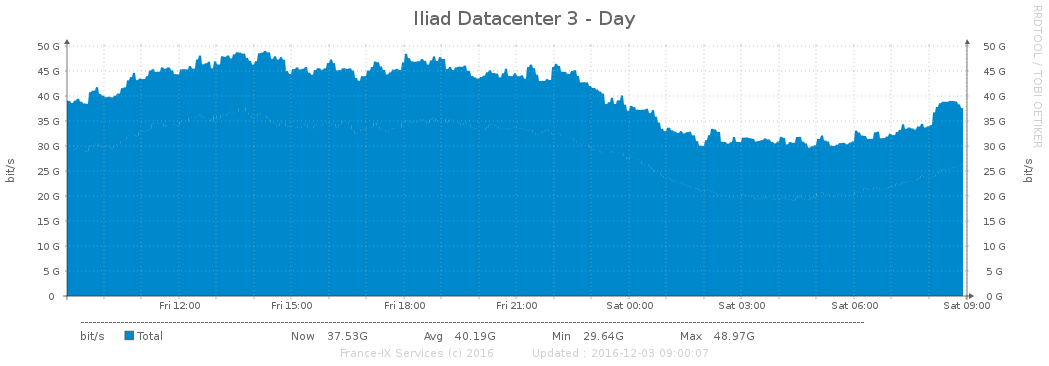 Iliad Datacenter 3 - Day
RRDTOOL / TOBI OETIKER
bit/s
50 G
45 G
40 G
35 G
30 G
25 G
20 G
15 G
10 G
5 G
0
50 G
45 G
40 G
35 G
30 G
25 G
20 G
15 G
10 G
5 G
0 G
bit/s
Fri 12:00 Fri 15:00 Fri 18:00 Fri 21:00 Sat 00:00 Sat 03:00 Sat 06:00 Sat 09:00
bit/s Total Now 37.53G Avg 40.19G Min 29.64G Max 48.97G
France-IX Services (c) 2016 Updated : 2016-12-03 09:00:07